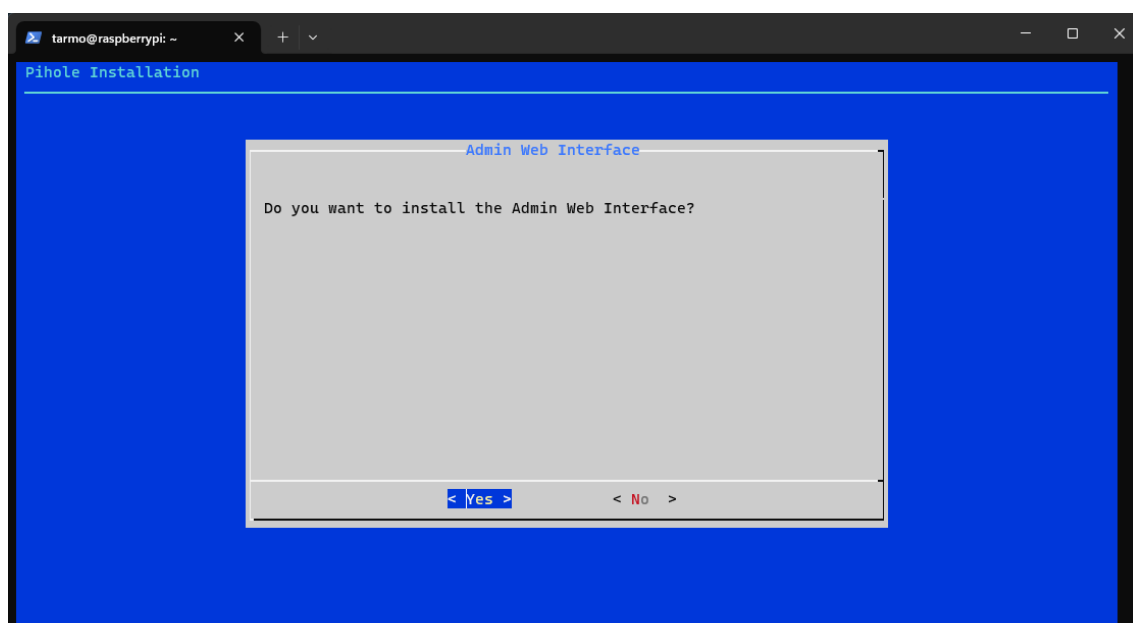 tarmo@raspberrypi: ~
Pihole Installation
Admin Web Interface
Do you want to install the Admin Web Interface?
< Yes > < No >